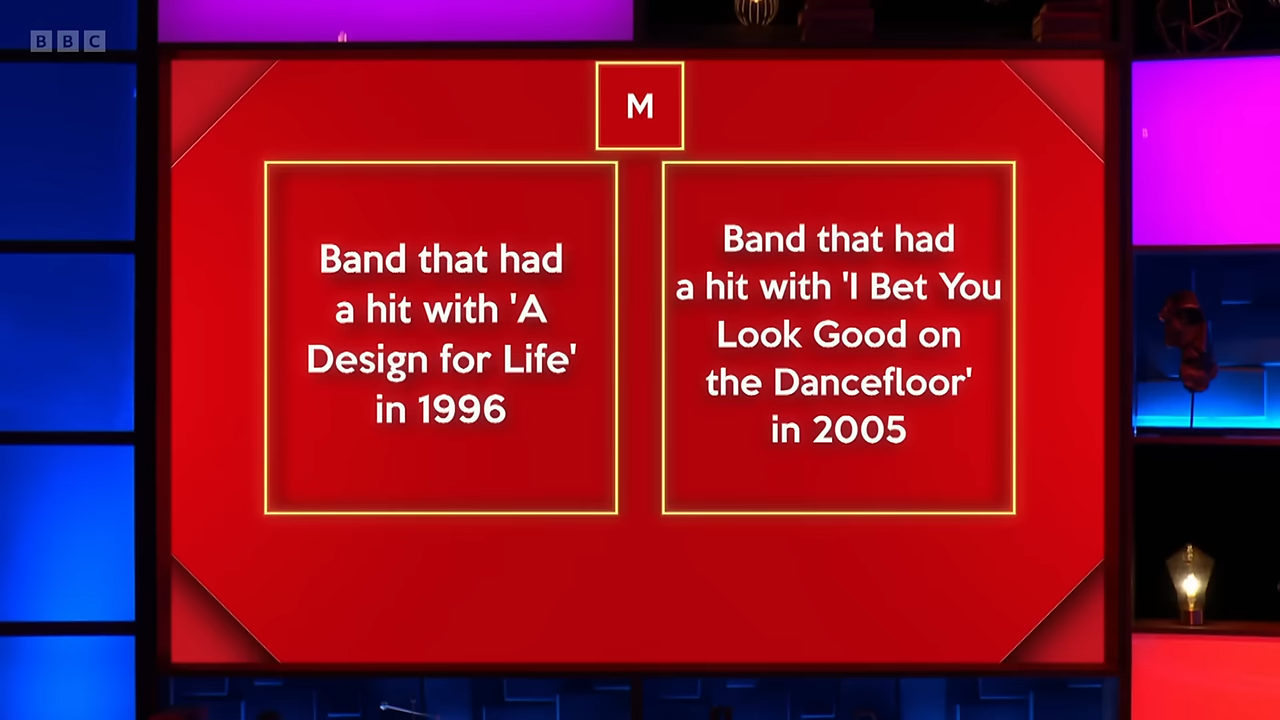 BBC
M
Band that had
a hit with 'A
Design for Life'
in 1996
Band that had
a hit with 'I Bet You
Look Good on
the Dancefloor'
in 2005